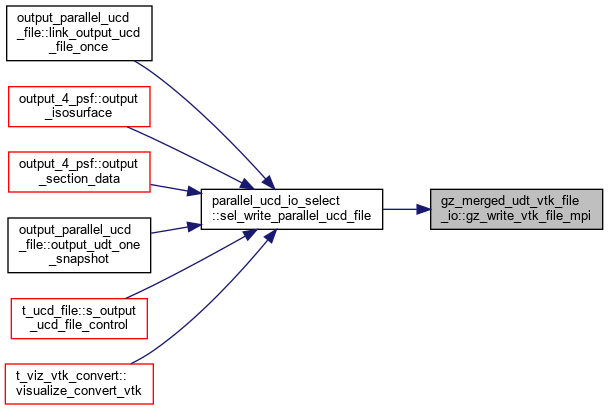 output_parallel_ucd
_file::link_output_ucd
_file_once
output_4_psf::output
_isosurface
output_4_psf::output
_section_data
output_parallel_ucd
_file::output_udt_one
_snapshot
t_ucd_file::s_output
_ucd_file_control
t_viz_vtk_convert::
visualize_convert_vtk
parallel_ucd_io_select
::sel_write_parallel_ucd_file
gz_merged_udt_vtk_file
_io::gz_write_vtk_file_mpi